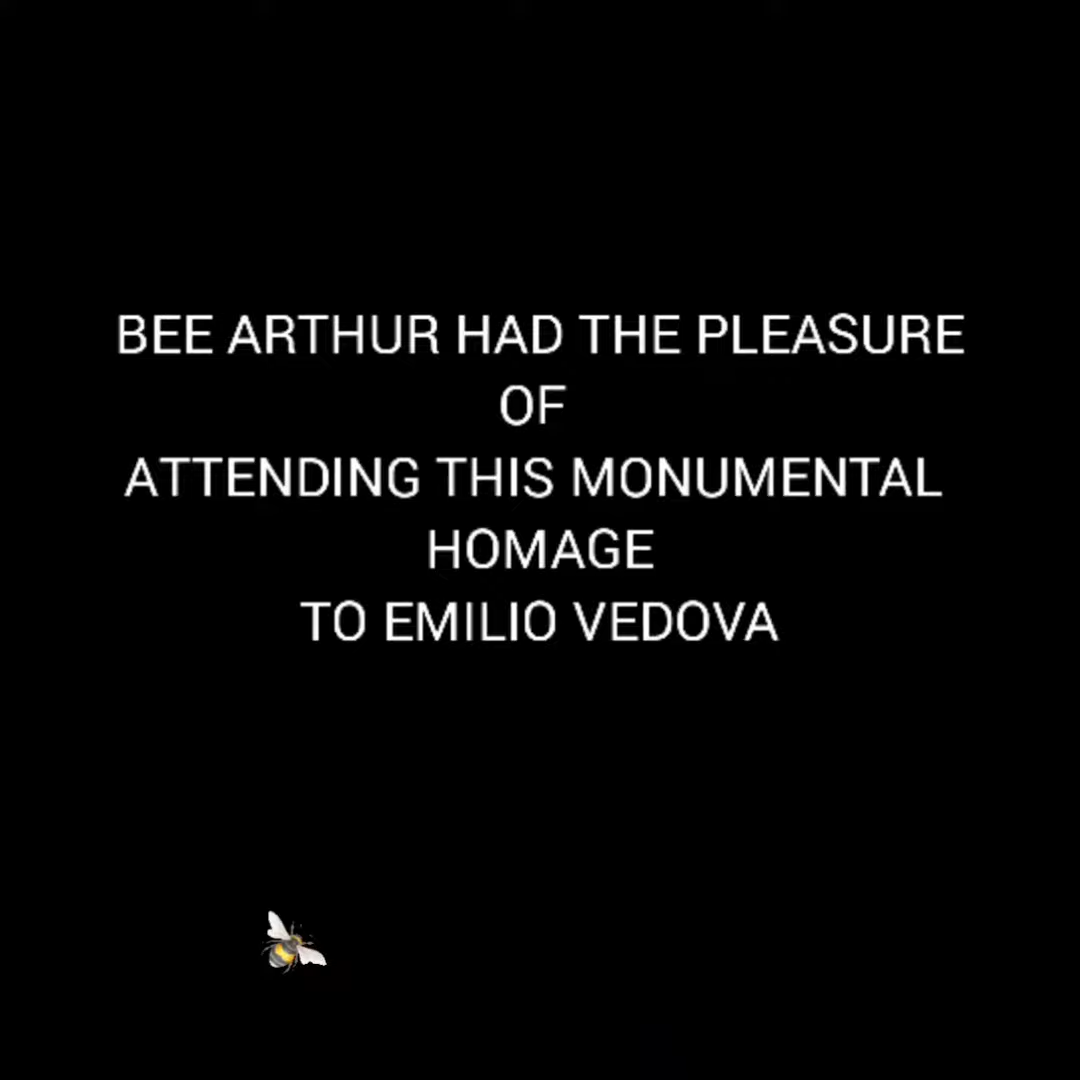 BEE ARTHUR HAD THE PLEASURE
OF
ATTENDING THIS MONUMENTAL
HOMAGE
TO EMILIO VEDOVA